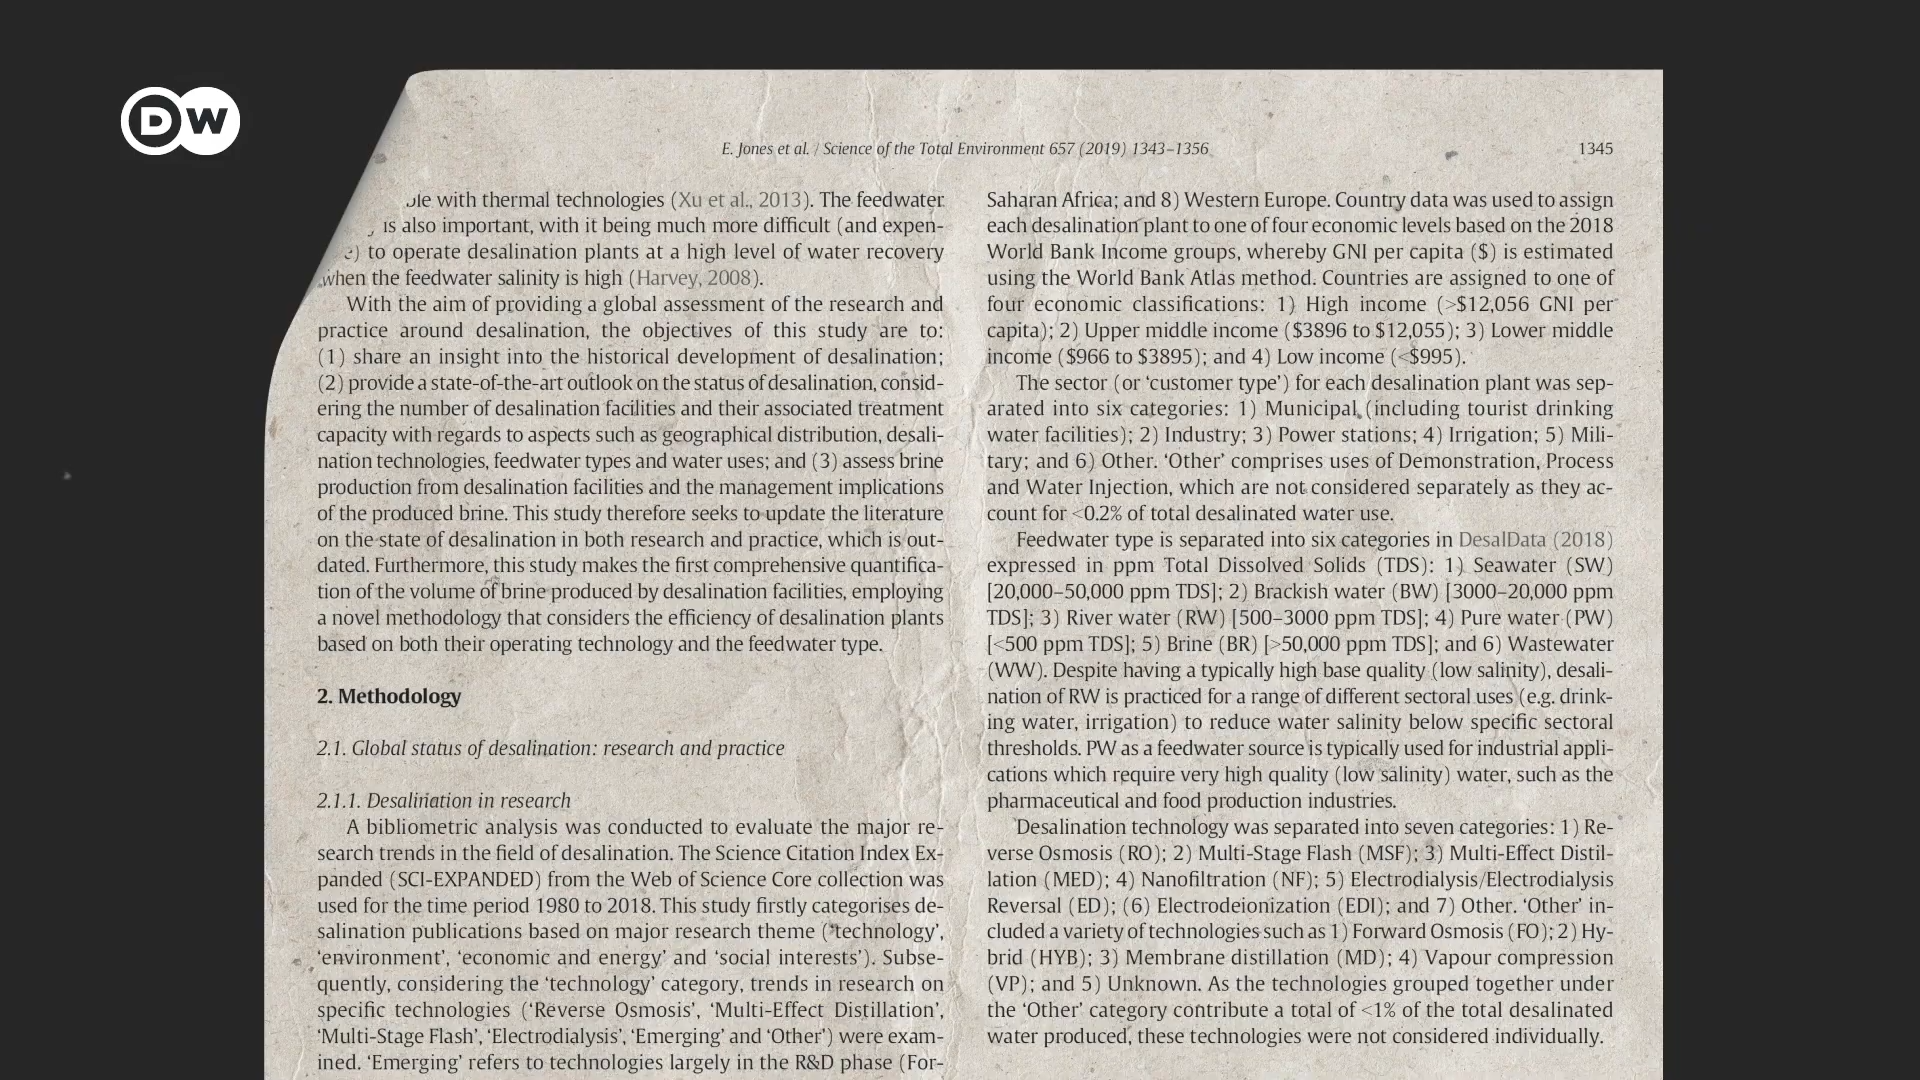 DW
E. Jones et al. / Science of the Total Environment 657 (2019) 1343–1356
1345
with thermal technologies (Xu et al., 2013). The feedwater
is also important, with it being much more difficult (and expen-
to operate desalination plants at a high level of water recovery
when the feedwater salinity is high (Harvey, 2008).
With the aim of providing a global assessment of the research and
practice around desalination, the objectives of this study are to:
(1) share an insight into the historical development of desalination;
(2) provide a state-of-the-art outlook on the status of desalination, consid-
ering the number of desalination facilities and their associated treatment
capacity with regards to aspects such as geographical distribution, desali-
nation technologies, feedwater types and water uses; and (3) assess brine
production from desalination facilities and the management implications
of the produced brine. This study therefore seeks to update the literature
on the state of desalination in both research and practice, which is out-
dated. Furthermore, this study makes the first comprehensive quantifica-
tion of the volume of brine produced by desalination facilities, employing
a novel methodology that considers the efficiency of desalination plants
based on both their operating technology and the feedwater type.
2. Methodology
2.1. Global status of desalination: research and practice
2.1.1. Desalination in research
A bibliometric analysis was conducted to evaluate the major re-
search trends in the field of desalination. The Science Citation Index Ex-
panded (SCI-EXPANDED) from the Web of Science Core collection was
used for the time period 1980 to 2018. This study firstly categorises de-
salination publications based on major research theme (‘technology’,
‘environment’, ‘economic and energy’ and ‘social interests’). Subse-
quently, considering the ‘technology’ category, trends in research on
specific technologies (‘Reverse Osmosis’, ‘Multi-Effect Distillation’,
‘Multi-Stage Flash’, ‘Electrodialysis’, ‘Emerging’ and ‘Other’) were exam-
ined. ‘Emerging’ refers to technologies largely in the R&D phase (For-
Saharan Africa; and 8) Western Europe. Country data was used to assign
each desalination plant to one of four economic levels based on the 2018
World Bank Income groups, whereby GNI per capita ($) is estimated
using the World Bank Atlas method. Countries are assigned to one of
four economic classifications: 1) High income (>$12,056 GNI per
capita); 2) Upper middle income ($3896 to $12,055); 3) Lower middle
income ($966 to $3895); and 4) Low income (<$995).
The sector (or ‘customer type’) for each desalination plant was sep-
arated into six categories: 1) Municipal (including tourist drinking
water facilities); 2) Industry; 3) Power stations; 4) Irrigation; 5) Mili-
tary; and 6) Other. ‘Other’ comprises uses of Demonstration, Process
and Water Injection, which are not considered separately as they ac-
count for <0.2% of total desalinated water use.
Feedwater type is separated into six categories in DesalData (2018)
expressed in ppm Total Dissolved Solids (TDS): 1) Seawater (SW)
[20,000–50,000 ppm TDS]; 2) Brackish water (BW) [3000–20,000 ppm
TDS]; 3) River water (RW) [500–3000 ppm TDS]; 4) Pure water (PW)
[<500 ppm TDS]; 5) Brine (BR) [>50,000 ppm TDS]; and 6) Wastewater
(WW). Despite having a typically high base quality (low salinity), desali-
nation of RW is practiced for a range of different sectoral uses (e.g. drink-
ing water, irrigation) to reduce water salinity below specific sectoral
thresholds. PW as a feedwater source is typically used for industrial appli-
cations which require very high quality (low salinity) water, such as the
pharmaceutical and food production industries.
Desalination technology was separated into seven categories: 1) Re-
verse Osmosis (RO); 2) Multi-Stage Flash (MSF); 3) Multi-Effect Distil-
lation (MED); 4) Nanofiltration (NF); 5) Electrodialysis/Electrodialysis
Reversal (ED); (6) Electrodeionization (EDI); and 7) Other. ‘Other’ in-
cluded a variety of technologies such as 1) Forward Osmosis (FO); 2) Hy-
brid (HYB); 3) Membrane distillation (MD); 4) Vapour compression
(VP); and 5) Unknown. As the technologies grouped together under
the ‘Other’ category contribute a total of <1% of the total desalinated
water produced, these technologies were not considered individually.